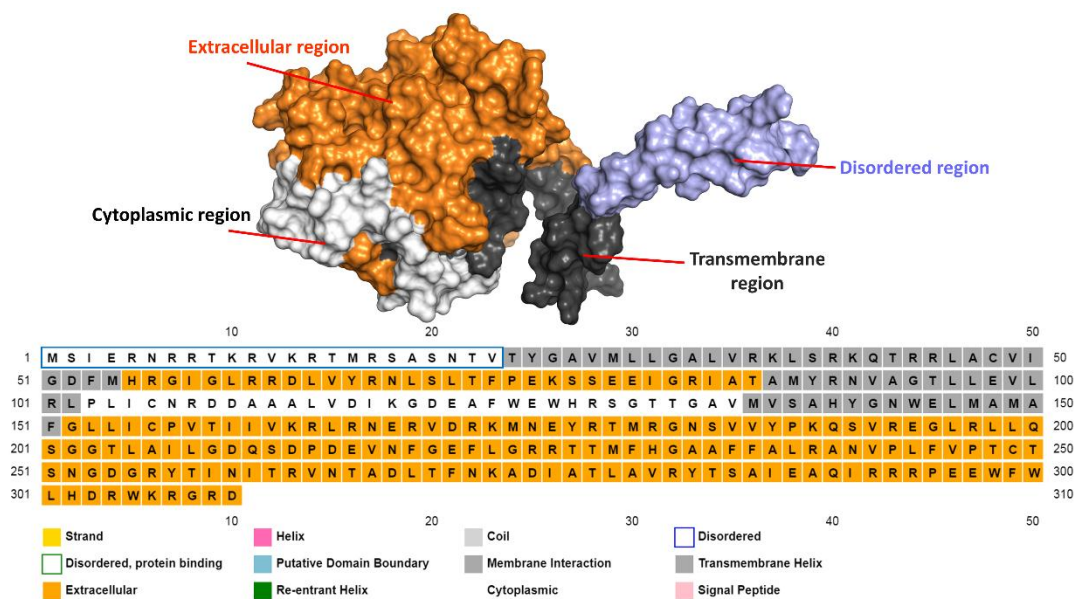 Extracellular region
Disordered region
Cytoplasmic region
Transmembrane
region
10 20 30 40 50
1 M S I E R N R R T K R V K R T M R S A S N T V T Y G A V M L L G A L V R K L S R K Q T R R L A C V I 50
51 G D F M H R G I G L R R D L V Y R N L S L T F P E K S S E E I G R I A T A M Y R N V A G T L L E V L 100
101 R L P L I C N R D D A A A L V D I K G D E A F W E W H R S G T T G A V M V S A H Y G N W E L M A M A 150
151 F G L L I C P V T I I V K R L R N E R V D R K M N E Y R T M R G N S V V Y P K Q S V R E G L R L L Q 200
201 S G G T L A I L G D Q S D P D E V N F G E F L G R R T T M F H G A A F F A L R A N V P L F V P T C T 250
251 S N G D G R Y T I N I T R V N T A D L T F N K A D I A T L A V R Y T S A I E A Q I R R R P E E W F W 300
301 L H D R W K R G R D 310
10 20 30 40 50
Strand Helix Coil Disordered
Disordered, protein binding Putative Domain Boundary Membrane Interaction Transmembrane Helix
Extracellular Re-entrant Helix Cytoplasmic Signal Peptide